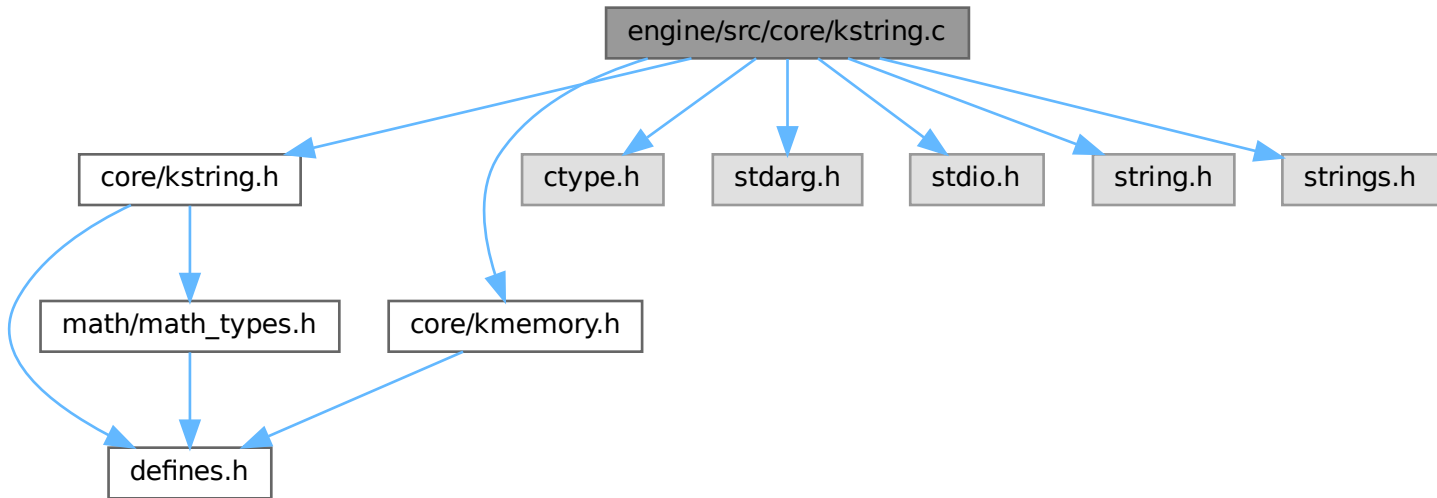 engine/src/core/kstring.c
core/kstring.h
ctype.h
stdarg.h
stdio.h
string.h
strings.h
math/math_types.h
core/kmemory.h
defines.h